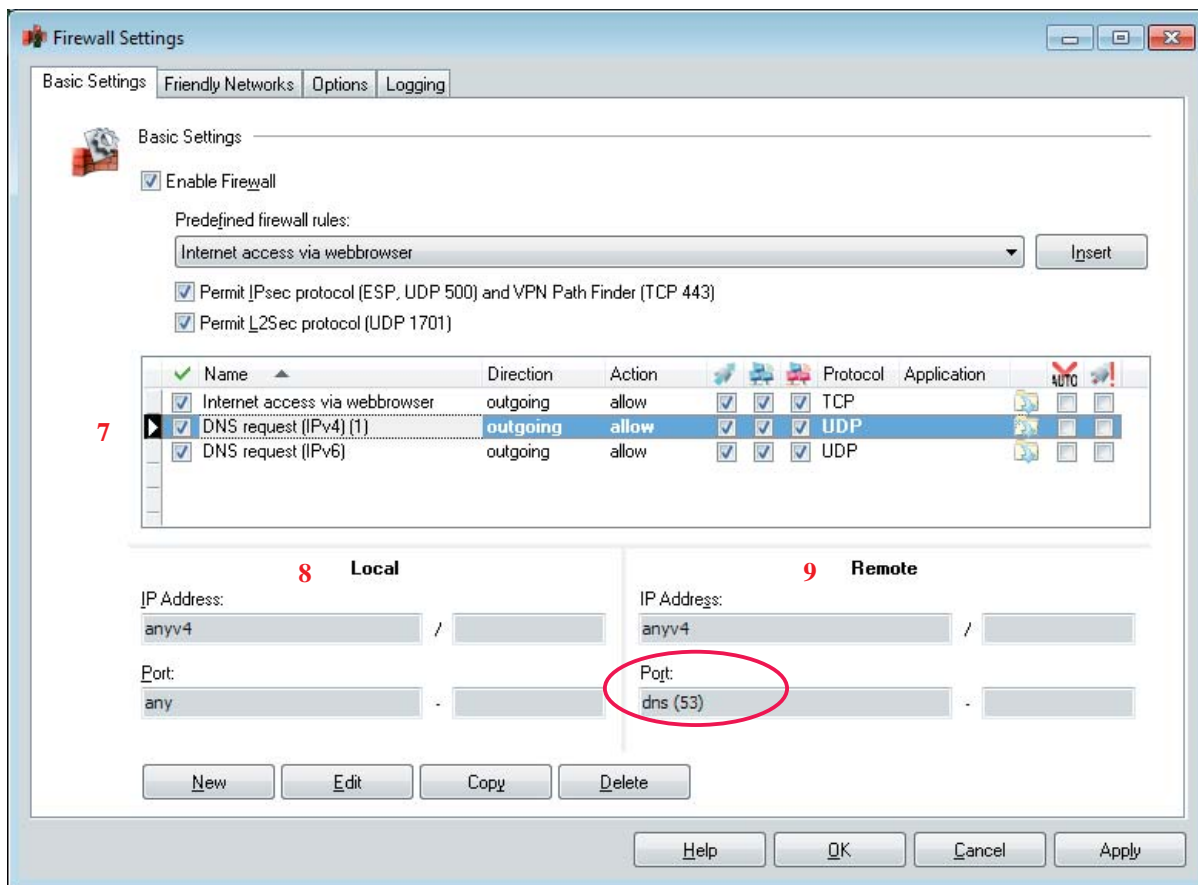 Firewall Settings
Basic Settings Friendly Networks Options Logging
Basic Settings
Enable Firewall
Predefined firewall rules:
Internet access via webbrowser Insert
Permit IPsec protocol (ESP, UDP 500) and VPN Path Finder (TCP 443)
Permit L2Sec protocol (UDP 1701)
Name Direction Action Protocol Application AUTO
Internet access via webbrowser outgoing allow TCP
7 DNS request (IPv4) (1) outgoing allow UDP
DNS request (IPv6) outgoing allow UDP
8 Local 9 Remote
IP Address: IP Address:
anyv4 / anyv4 /
Port: Port:
any - dns (53) -
New Edit Copy Delete
Help OK Cancel Apply